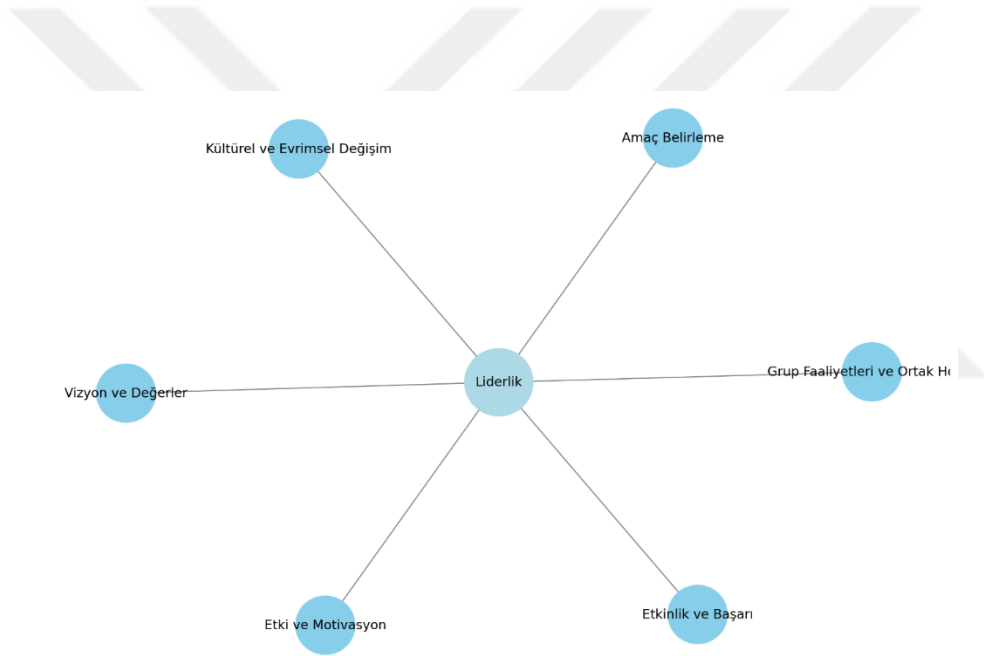 Amaç Belirleme
Kültürel ve Evrimsel Değişim
Grup Faaliyetleri ve Ortak
Liderlik
Vizyon ve Değerler
Etkinlik ve Başarı
Etki ve Motivasyon